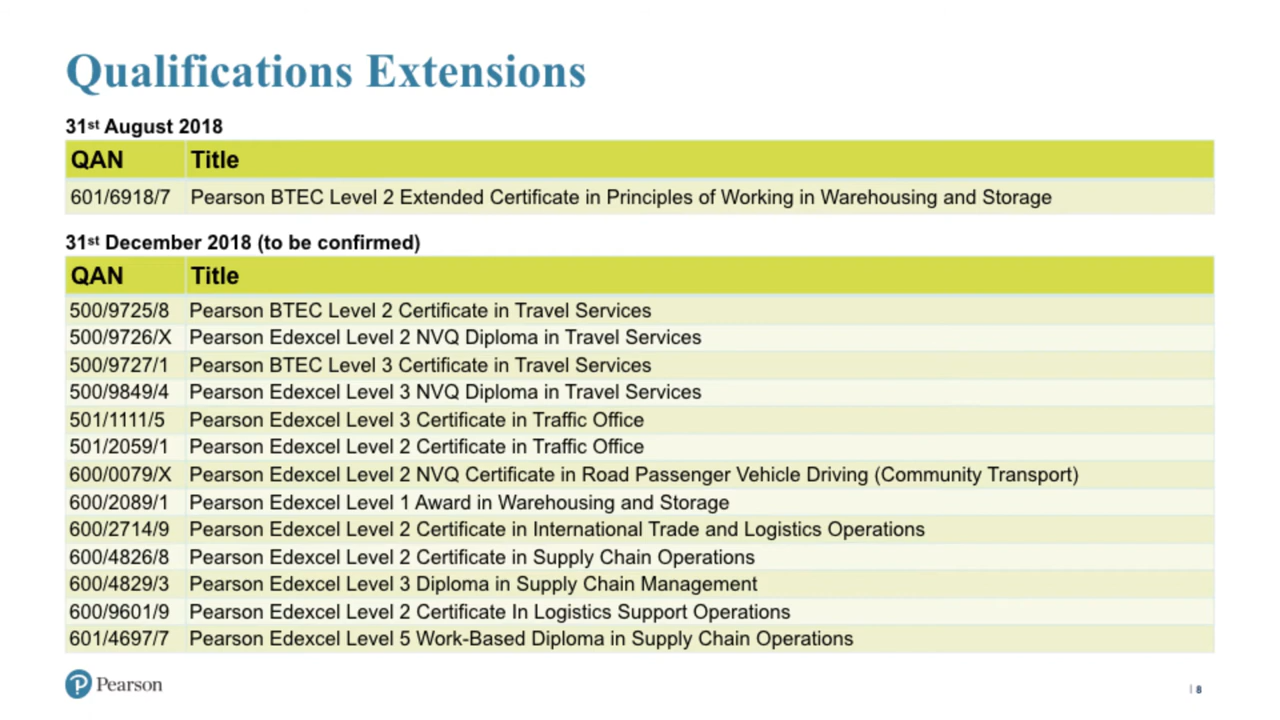 Qualifications Extensions
31st August 2018
QAN Title
601/6918/7 Pearson BTEC Level 2 Extended Certificate in Principles of Working in Warehousing and Storage
31st December 2018 (to be confirmed)
QAN Title
500/9725/8 Pearson BTEC Level 2 Certificate in Travel Services
500/9726/X Pearson Edexcel Level 2 NVQ Diploma in Travel Services
500/9727/1 Pearson BTEC Level 3 Certificate in Travel Services
500/9849/4 Pearson Edexcel Level 3 NVQ Diploma in Travel Services
501/1111/5 Pearson Edexcel Level 3 Certificate in Traffic Office
501/2059/1 Pearson Edexcel Level 2 Certificate in Traffic Office
600/0079/X Pearson Edexcel Level 2 NVQ Certificate in Road Passenger Vehicle Driving (Community Transport)
600/2089/1 Pearson Edexcel Level 1 Award in Warehousing and Storage
600/2714/9 Pearson Edexcel Level 2 Certificate in International Trade and Logistics Operations
600/4826/8 Pearson Edexcel Level 2 Certificate in Supply Chain Operations
600/4829/3 Pearson Edexcel Level 3 Diploma in Supply Chain Management
600/9601/9 Pearson Edexcel Level 2 Certificate In Logistics Support Operations
601/4697/7 Pearson Edexcel Level 5 Work-Based Diploma in Supply Chain Operations
P Pearson
| 8